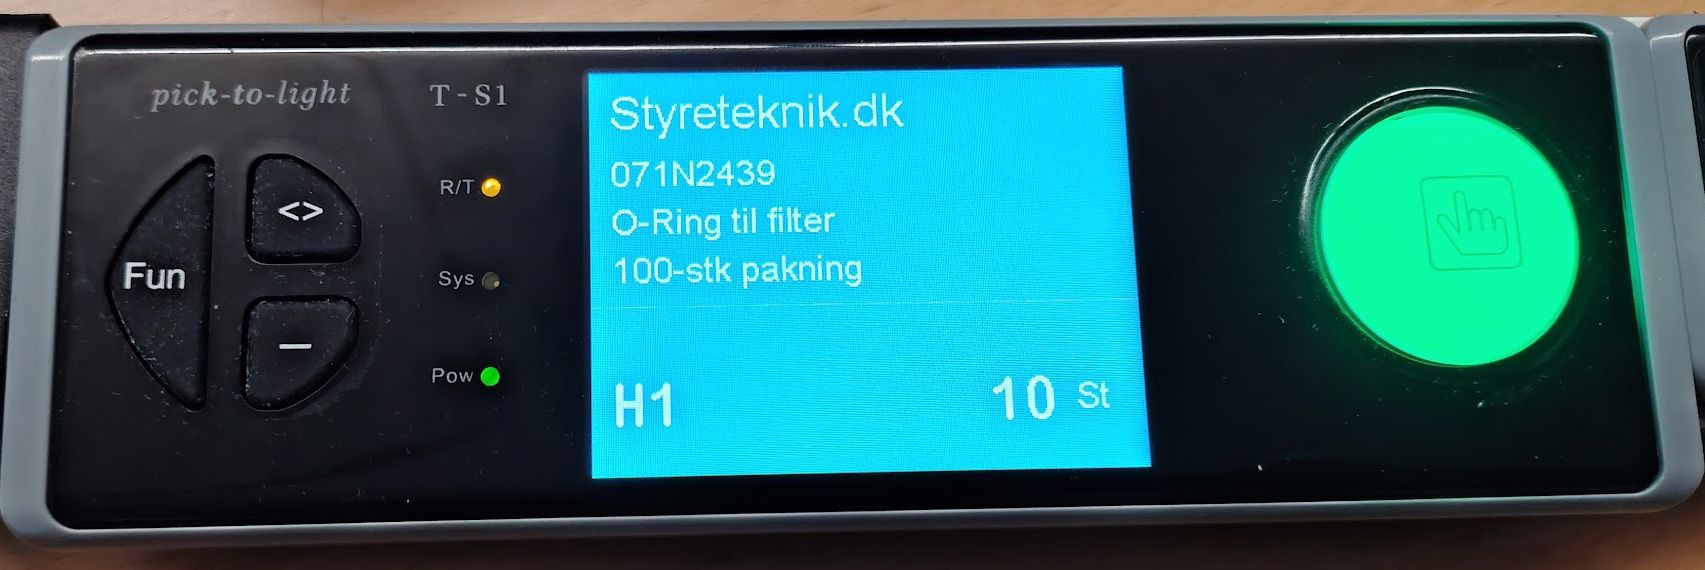 pick-to-light
T-S1
Fun
<>
—
R/T
Sys
Pow
Styreteknik.dk
071N2439
O-Ring til filter
100-stk pakning
H1
10 St